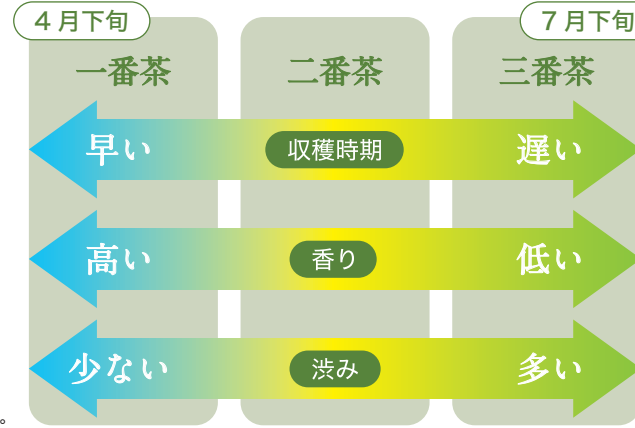 4月下旬 7月下旬
一番茶 二番茶 三番茶
早い 収穫時期 遅い
高い 香り 低い
少ない 渋み 多い
。